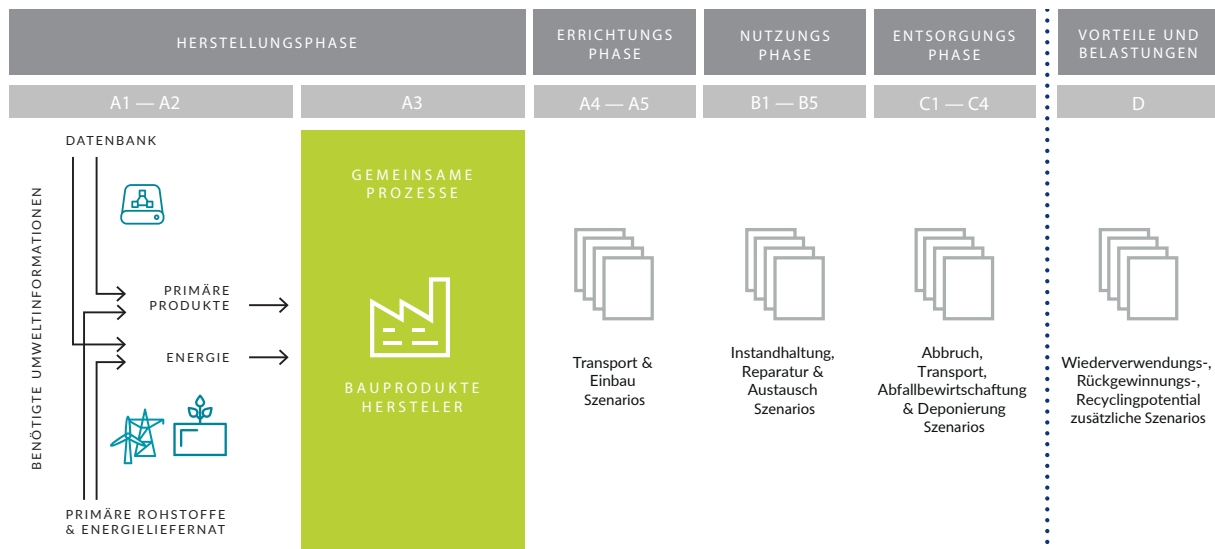 HERSTELLUNGSPHASE
ERRICHTUNGS
PHASE
NUTZUNGS
PHASE
ENTSORGUNGS
PHASE
VORTEILE UND
BELASTUNGEN
A1 — A2
A3
A4 — A5
B1 — B5
C1 — C4
D
DATENBANK
BENÖTIGTE UMWELTINFORMATIONEN
PRIMÄRE
PRODUKTE
ENERGIE
PRIMÄRE ROHSTOFFE
& ENERGIELIEFERNAT
GEMEINSAME
PROZESSE
BAUPRODUKTE
HERSTELER
Transport &
Einbau
Szenarios
Instandhaltung,
Reparatur &
Austausch
Szenarios
Abbruch,
Transport,
Abfallbewirtschaftung
& Deponierung
Szenarios
Wiederverwendungs-,
Rückgewinnungs-,
Recyclingpotential
zusätzliche Szenarios